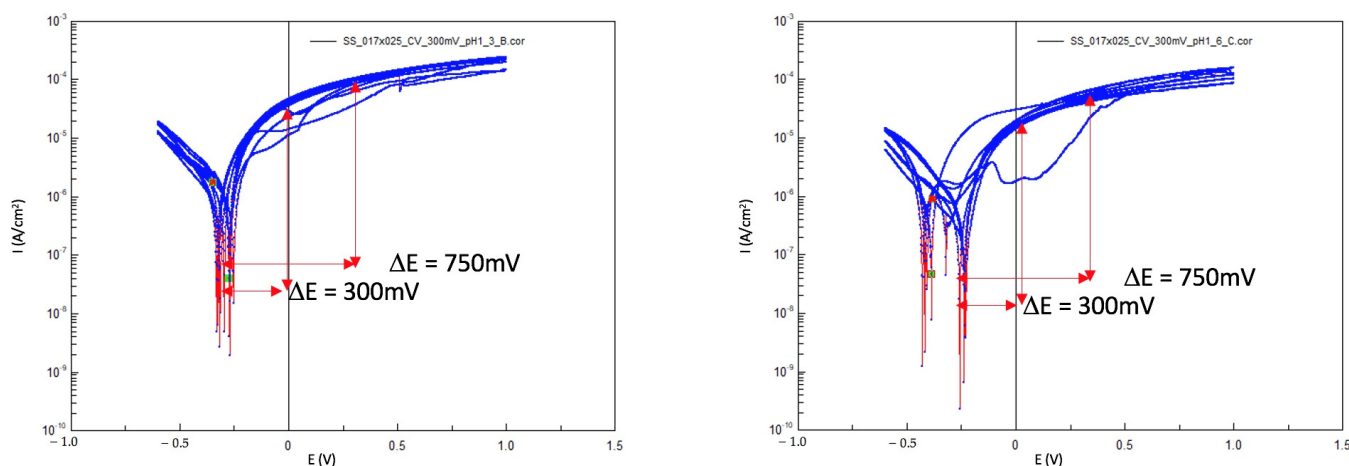 10⁻³
SS_017x025_CV_300mV_pH1_3_B.cor
10⁻⁴
10⁻⁵
10⁻⁶
10⁻⁷
10⁻⁸
10⁻⁹
10⁻¹⁰
I (A/cm²)
ΔE = 750mV
ΔE = 300mV
−1.0 −0.5 0 0.5 1.0 1.5
E (V)
10⁻³
SS_017x025_CV_300mV_pH1_6_C.cor
10⁻⁴
10⁻⁵
10⁻⁶
10⁻⁷
10⁻⁸
10⁻⁹
10⁻¹⁰
I (A/cm²)
ΔE = 750mV
ΔE = 300mV
−1.0 −0.5 0 0.5 1.0 1.5
E (V)